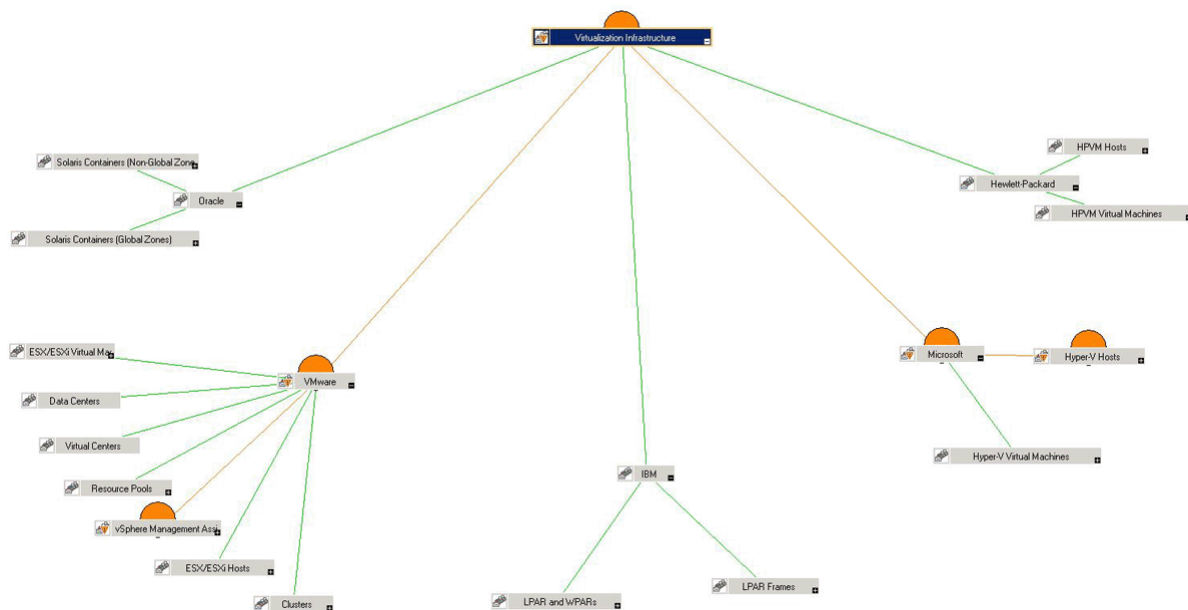 Virtualization Infrastructure
Solaris Containers (Non-Global Zone
Oracle
Solaris Containers (Global Zones)
HPVM Hosts
Hewlett-Packard
HPVM Virtual Machines
ESX/ESXi Virtual Mac
VMware
Data Centers
Virtual Centers
Resource Pools
vSphere Management Assi
ESX/ESXi Hosts
Clusters
IBM
LPAR and WPARs
LPAR Frames
Microsoft
Hyper-V Hosts
Hyper-V Virtual Machines